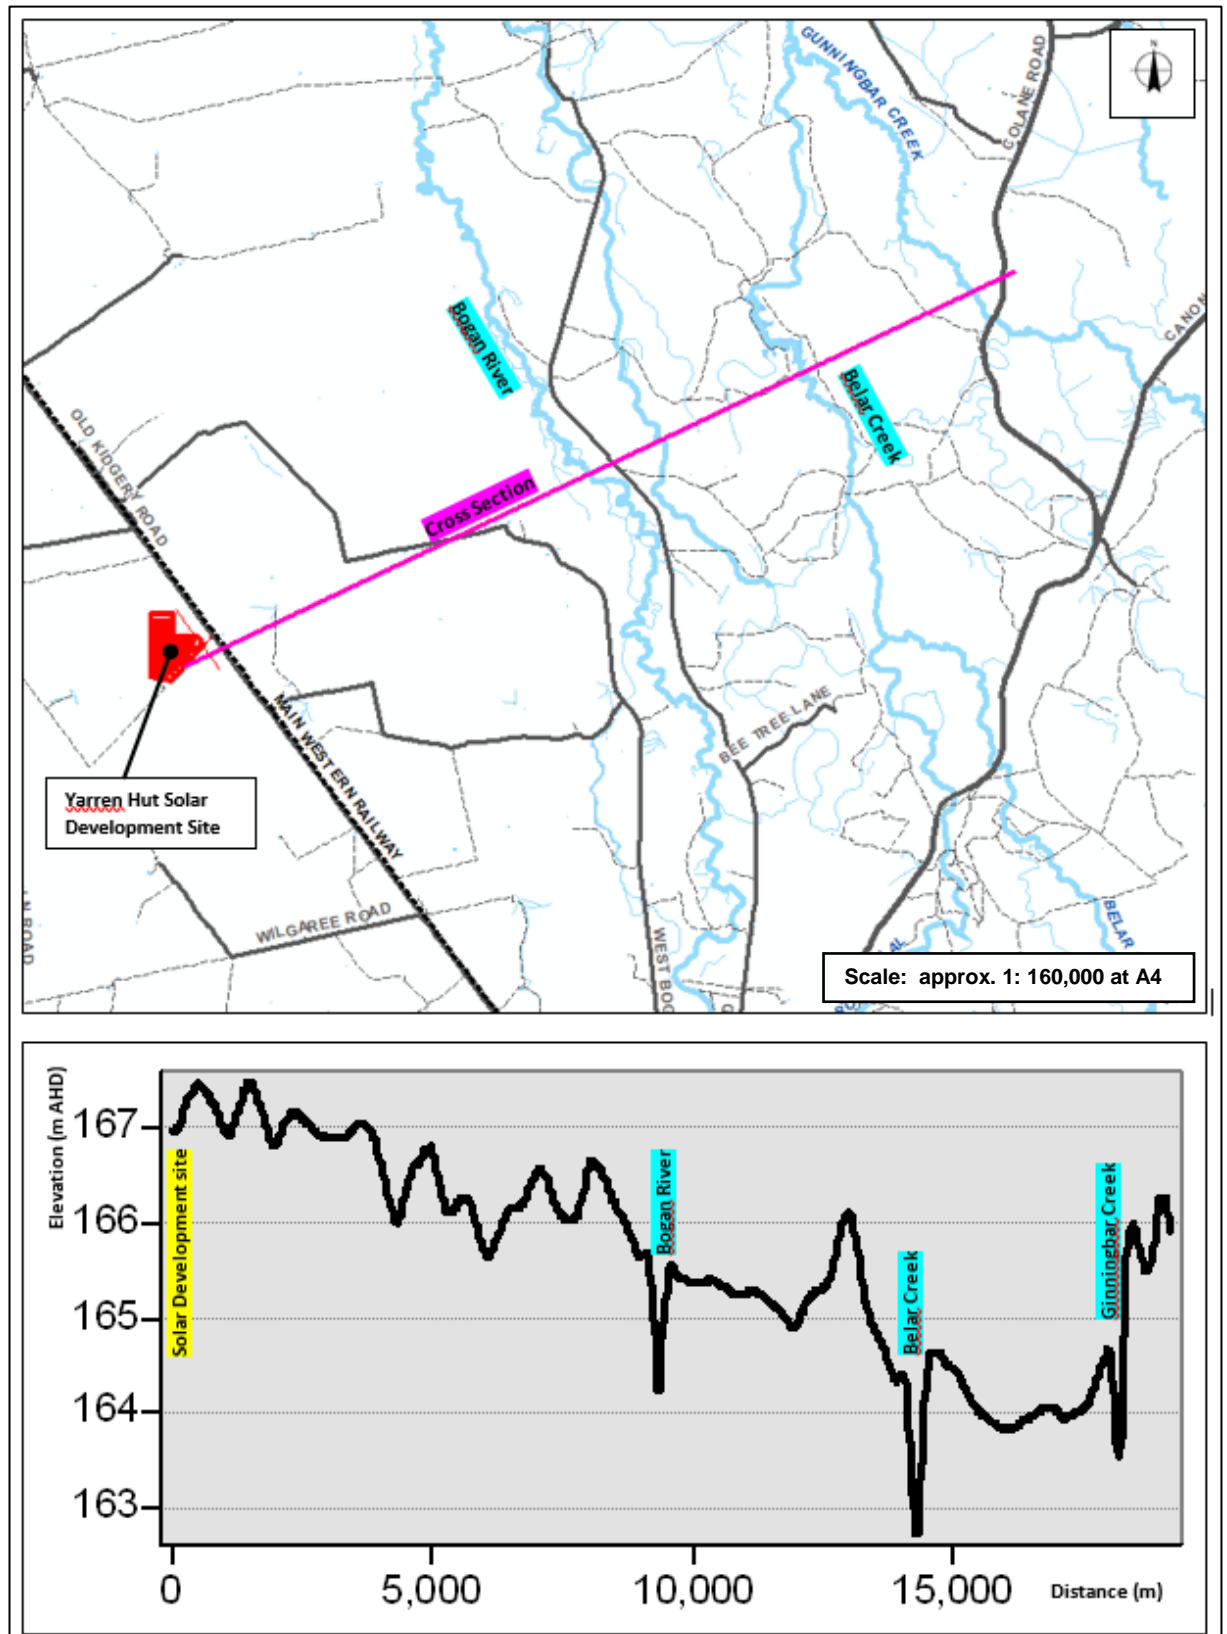 N
GUNNINGBAR CREEK
COLANE ROAD
CANON
Bogan River
Belar Creek
Cross Section
OLD KIDGERY ROAD
MAIN WESTERN RAILWAY
BEE TREE LANE
Yarren Hut Solar
Development Site
WILGAREE ROAD
N ROAD
WEST BOG
G
AL
BELAR
Scale: approx. 1: 160,000 at A4
Elevation (m AHD)
167
166
165
164
163
Solar Development site
Bogan River
Belar Creek
Ginningbar Creek
0
5,000
10,000
15,000
Distance (m)